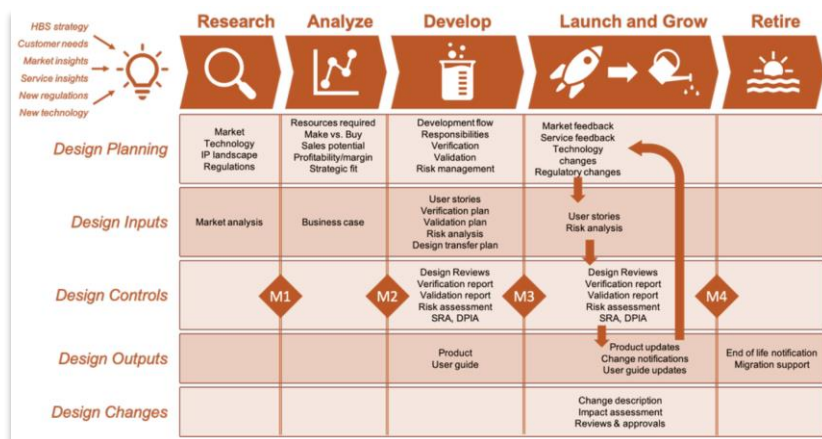 HBS strategy
Customer needs
Market insights
Service insights
New regulations
New technology
Research
Analyze
Develop
Launch and Grow
Retire
Design Planning
Market
Technology
IP landscape
Regulations
Resources required
Make vs. Buy
Sales potential
Profitability/margin
Strategic fit
Development flow
Responsibilities
Verification
Validation
Risk management
Market feedback
Service feedback
Technology
changes
Regulatory changes
Design Inputs
Market analysis
Business case
User stories
Verification plan
Validation plan
Risk analysis
Design transfer plan
User stories
Risk analysis
Design Controls
M1
M2
Design Reviews
Verification report
Validation report
Risk assessment
SRA, DPIA
M3
Design Reviews
Verification report
Validation report
Risk assessment
SRA, DPIA
M4
Design Outputs
Product
User guide
Product updates
Change notifications
User guide updates
End of life notification
Migration support
Design Changes
Change description
Impact assessment
Reviews & approvals